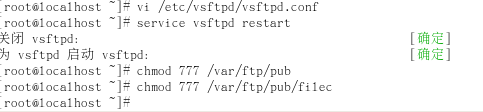 [root@localhost ~]# vi /etc/vsftpd/vsftpd.conf
[root@localhost ~]# service vsftpd restart
关闭 vsftpd: [确定]
为 vsftpd 启动 vsftpd: [确定]
[root@localhost ~]# chmod 777 /var/ftp/pub
[root@localhost ~]# chmod 777 /var/ftp/pub/filec
[root@localhost ~]#